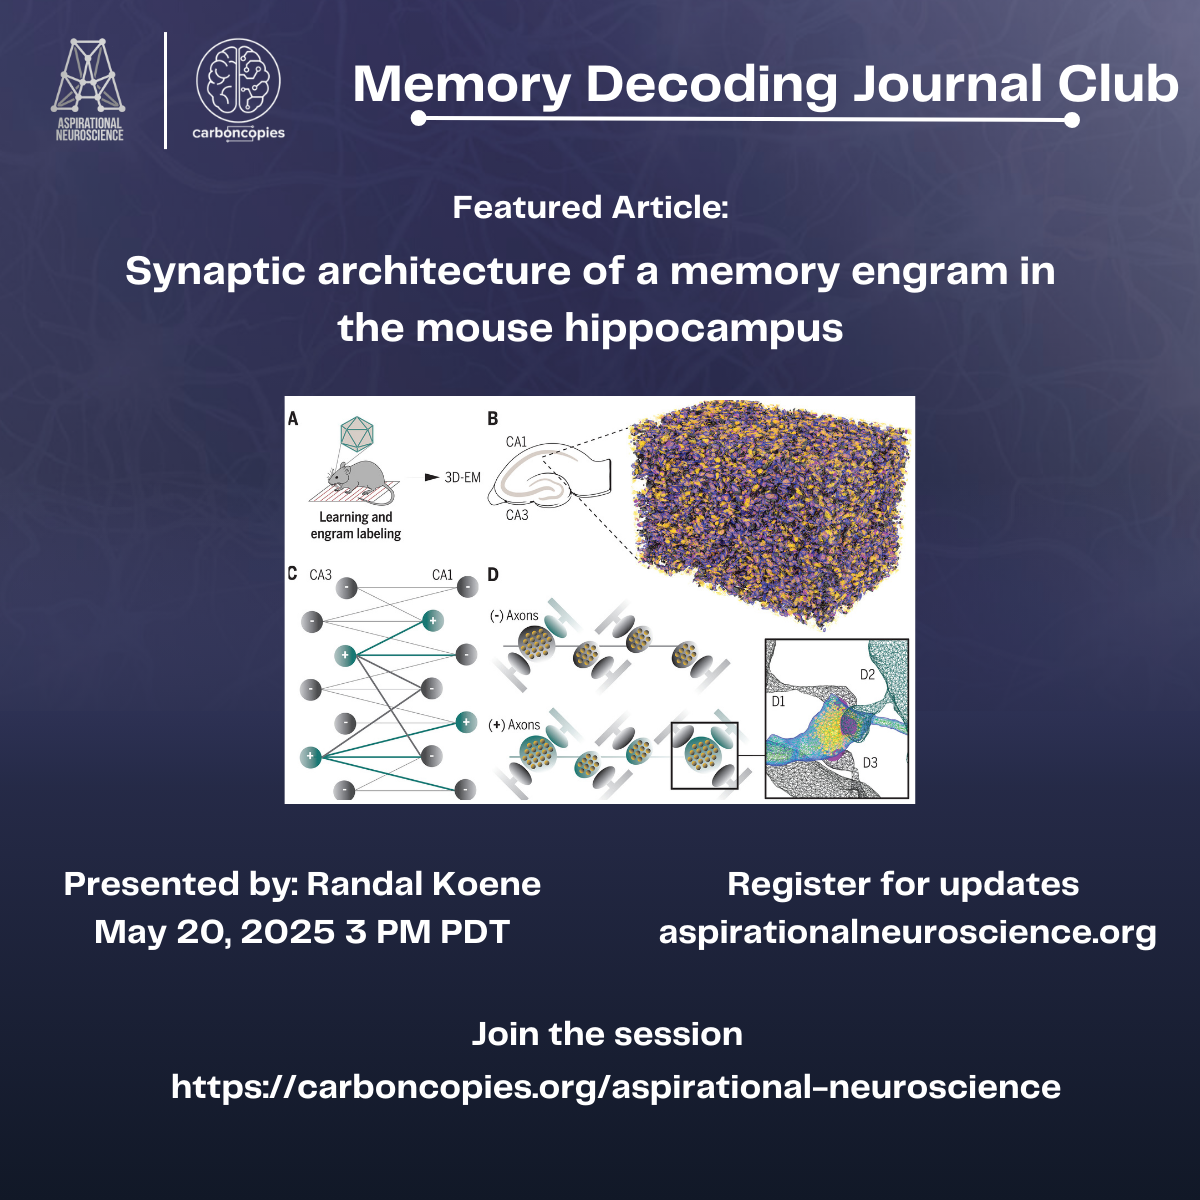 ASPIRATIONAL
NEUROSCIENCE
carboncopies
Memory Decoding Journal Club
Featured Article:
Synaptic architecture of a memory engram in
the mouse hippocampus
A
Learning and
engram labeling
3D-EM
B
CA1
CA3
C
CA3
CA1
-
-
-
+
+
-
-
-
-
+
+
-
-
-
D
(-) Axons
(+) Axons
D1
D2
D3
Presented by: Randal Koene
May 20, 2025 3 PM PDT
Register for updates
aspirationalneuroscience.org
Join the session
https://carboncopies.org/aspirational-neuroscience